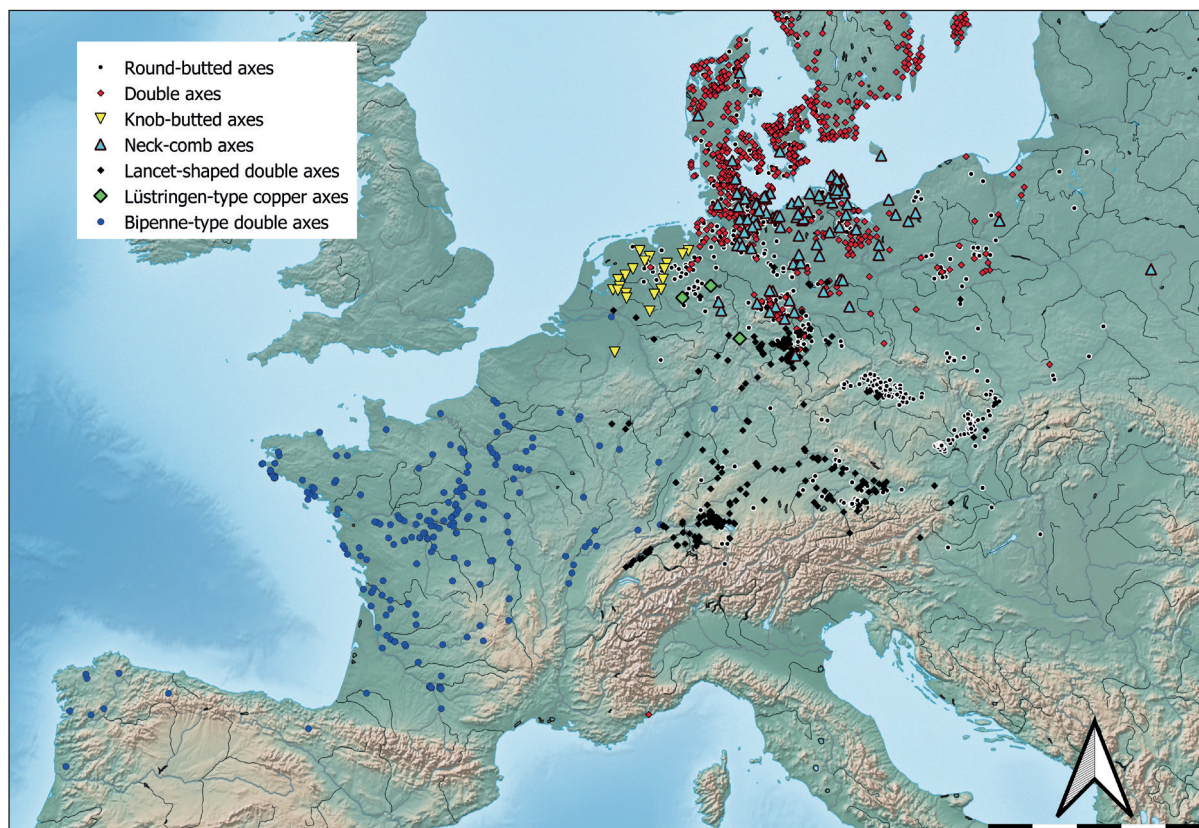 Round-butted axes
Double axes
Knob-butted axes
Neck-comb axes
Lancet-shaped double axes
Lüstringen-type copper axes
Bipenne-type double axes